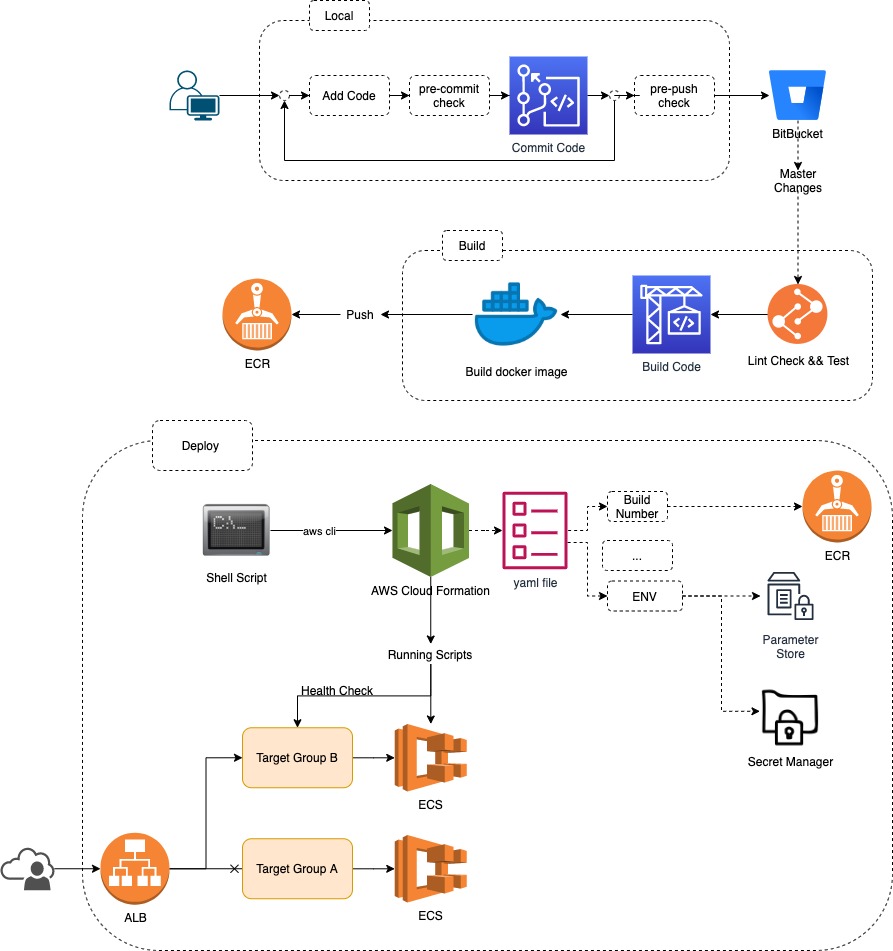 Local
Add Code
pre-commit
check
Commit Code
pre-push
check
BitBucket
Master
Changes
Build
Push
ECR
Build docker image
Build Code
Lint Check && Test
Deploy
C:\_
Shell Script
aws cli
AWS Cloud Formation
yaml file
Build
Number
...
ENV
ECR
Parameter
Store
Secret Manager
Running Scripts
Health Check
Target Group B
ECS
Target Group A
ECS
ALB